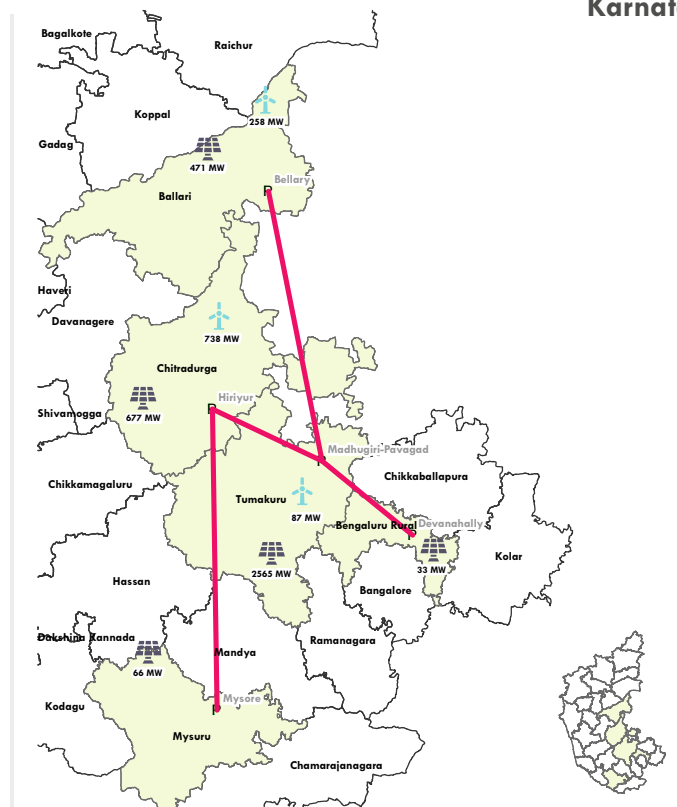 Karnat
Bagalkote
Raichur
Koppal
258 MW
Gadag
471 MW
Bellary
P
Ballari
Haveri
Davanagere
738 MW
Chitradurga
Hiriyur
P
677 MW
Shivamogga
Madhugiri-Pavagad
P
Chikkaballapura
Chikkamagaluru
Tumakuru
87 MW
Bengaluru Rural
Devanahally
P
Kolar
33 MW
2565 MW
Hassan
Bangalore
Dakshina Kannada
Ramanagara
Mandya
66 MW
Kodagu
Mysore
P
Mysuru
Chamarajanagara